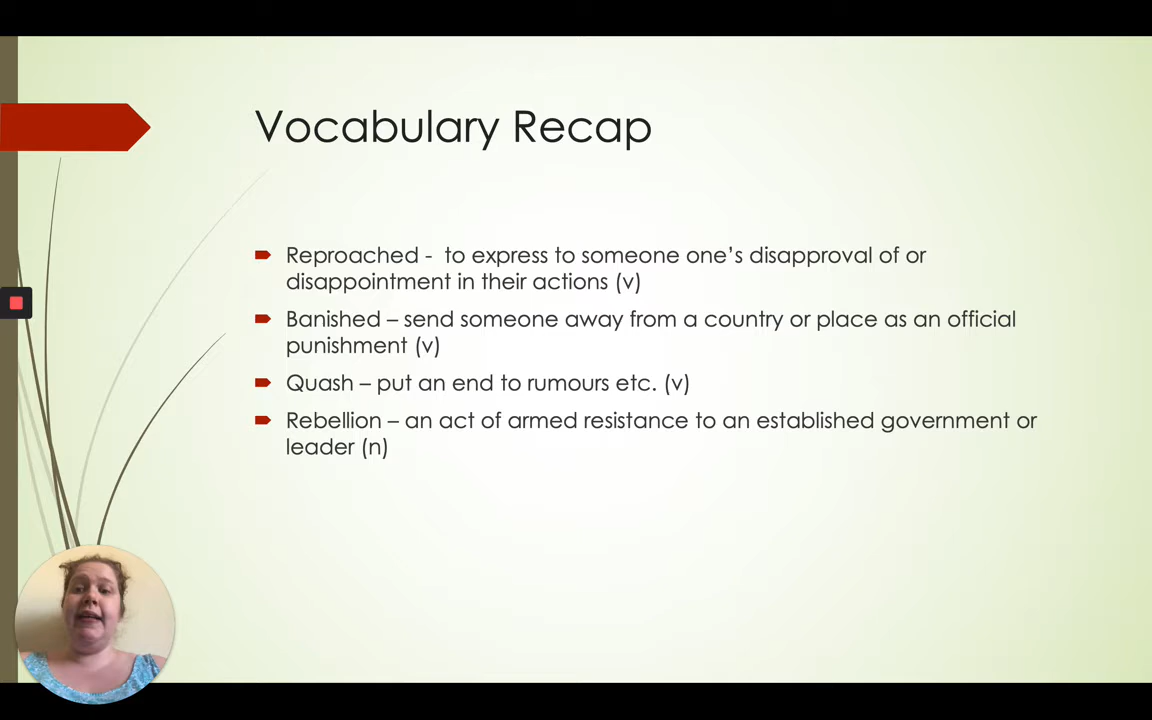 Vocabulary Recap
Reproached -  to express to someone one’s disapproval of or
disappointment in their actions (v)
Banished – send someone away from a country or place as an official
punishment (v)
Quash – put an end to rumours etc. (v)
Rebellion – an act of armed resistance to an established government or
leader (n)